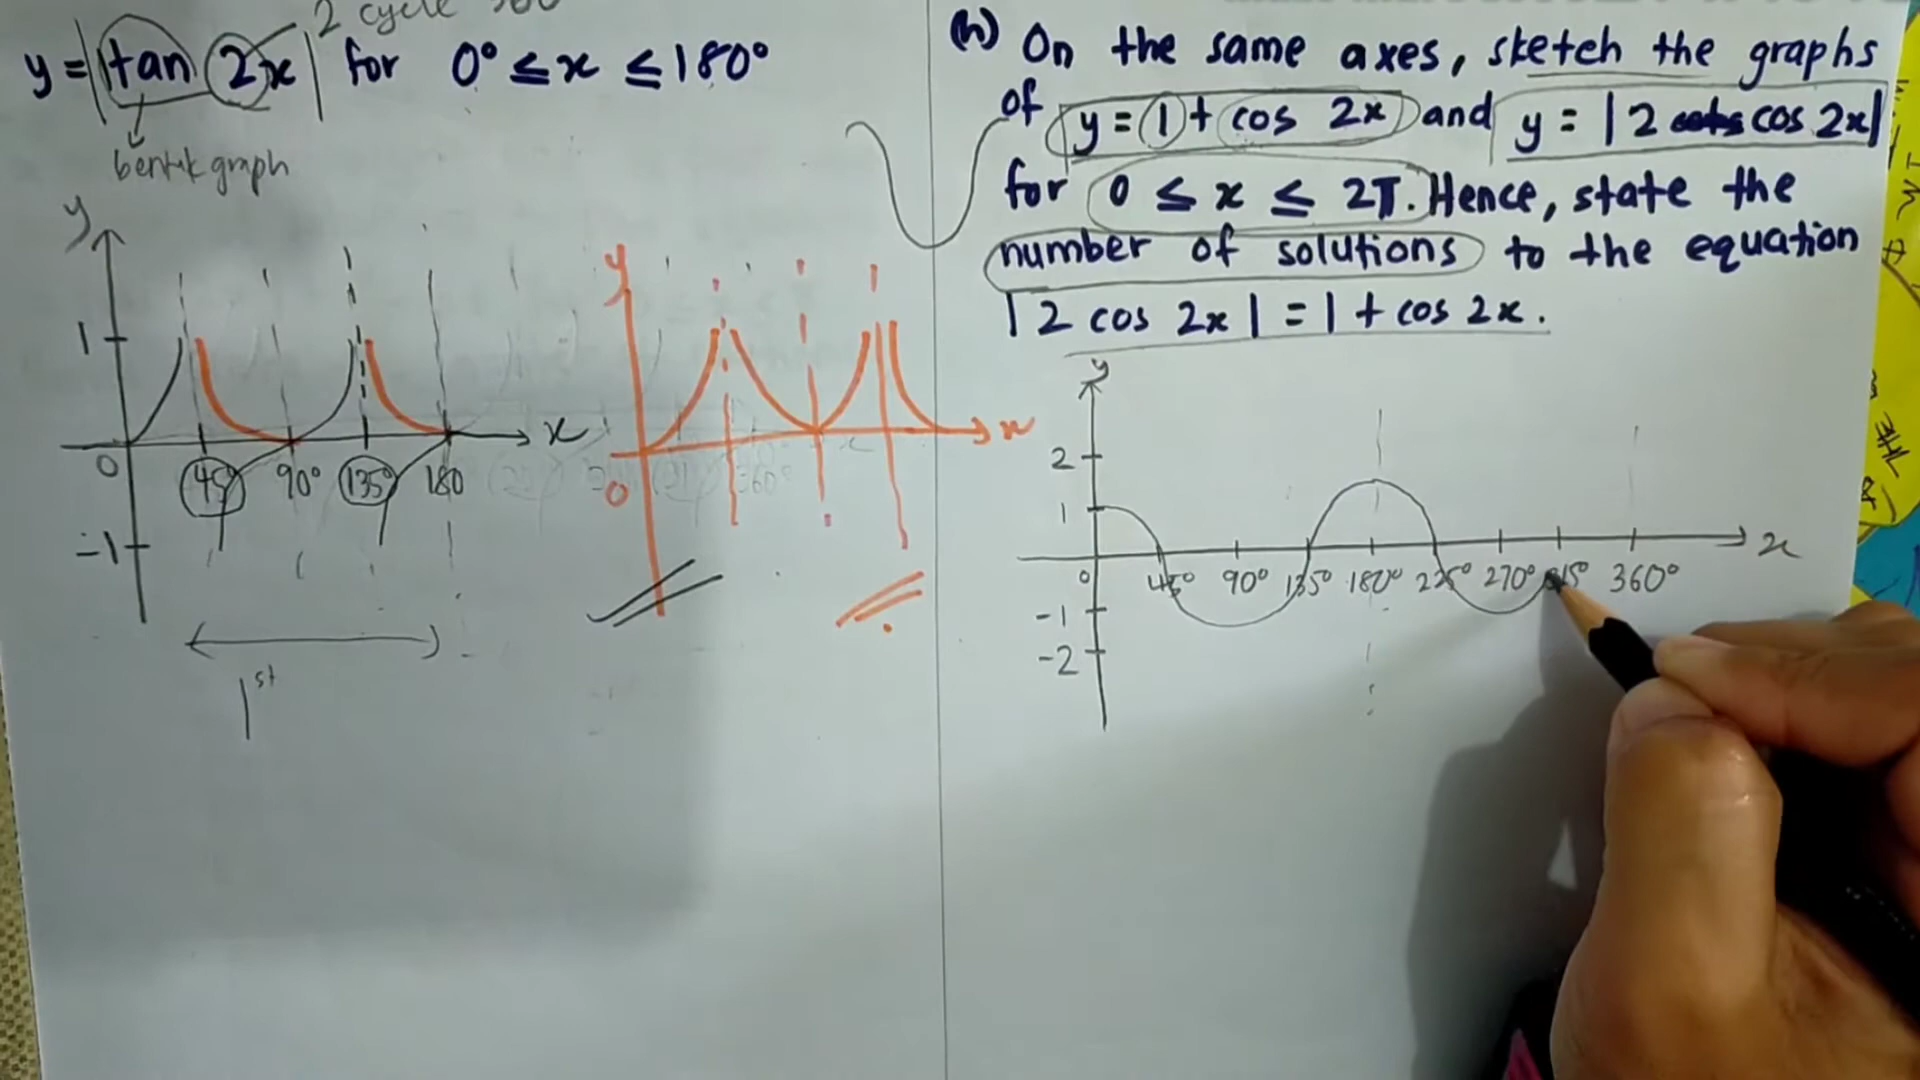 2 cycle
y = |tan 2x| for 0° ≤ x ≤ 180°
bentuk graph
y
1
0
45°
90°
135°
180
x
-1
1st
y
0
x
(h) On the same axes, sketch the graphs
of y = 1 + cos 2x and y = |2 cos 2x|
for 0 ≤ x ≤ 2π. Hence, state the
number of solutions to the equation
|2 cos 2x| = 1 + cos 2x.
y
2
1
0
45° 90° 135° 180° 225° 270° 315° 360°
x
-1
-2